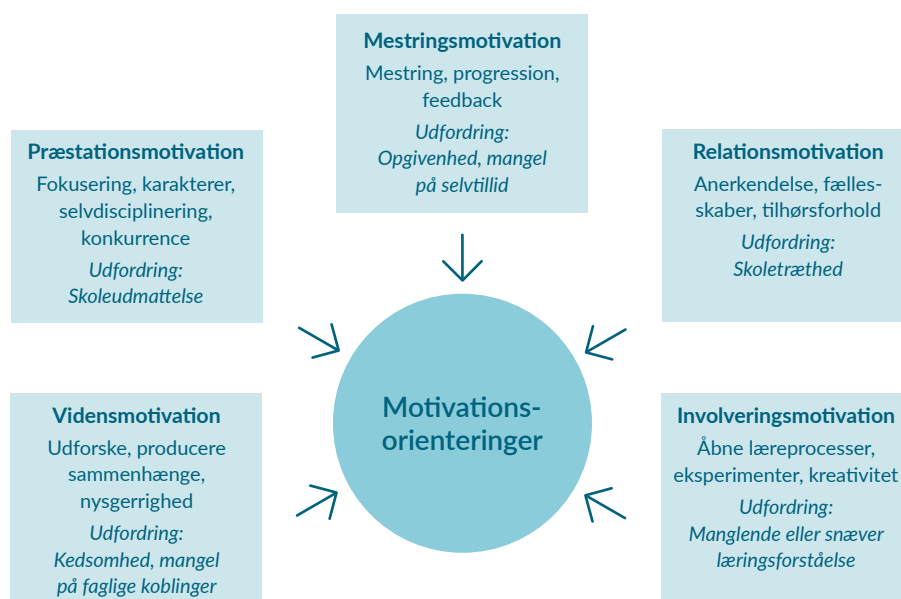 Mestringsmotivation
Mestring, progression,
feedback
Udfordring:
Opgivenhed, mangel
på selvtillid
Præstationsmotivation
Fokusering, karakterer,
selvdisciplinering,
konkurrence
Udfordring:
Skoleudmattelse
Relationsmotivation
Anerkendelse, fælles-
skaber, tilhørsforhold
Udfordring:
Skoletræthed
Motivations-
orienteringer
Vidensmotivation
Udforske, producere
sammenhænge,
nysgerrighed
Udfordring:
Kedsomhed, mangel
på faglige koblinger
Involveringsmotivation
Åbne læreprocesser,
eksperimenter, kreativitet
Udfordring:
Manglende eller snæver
læringsforståelse